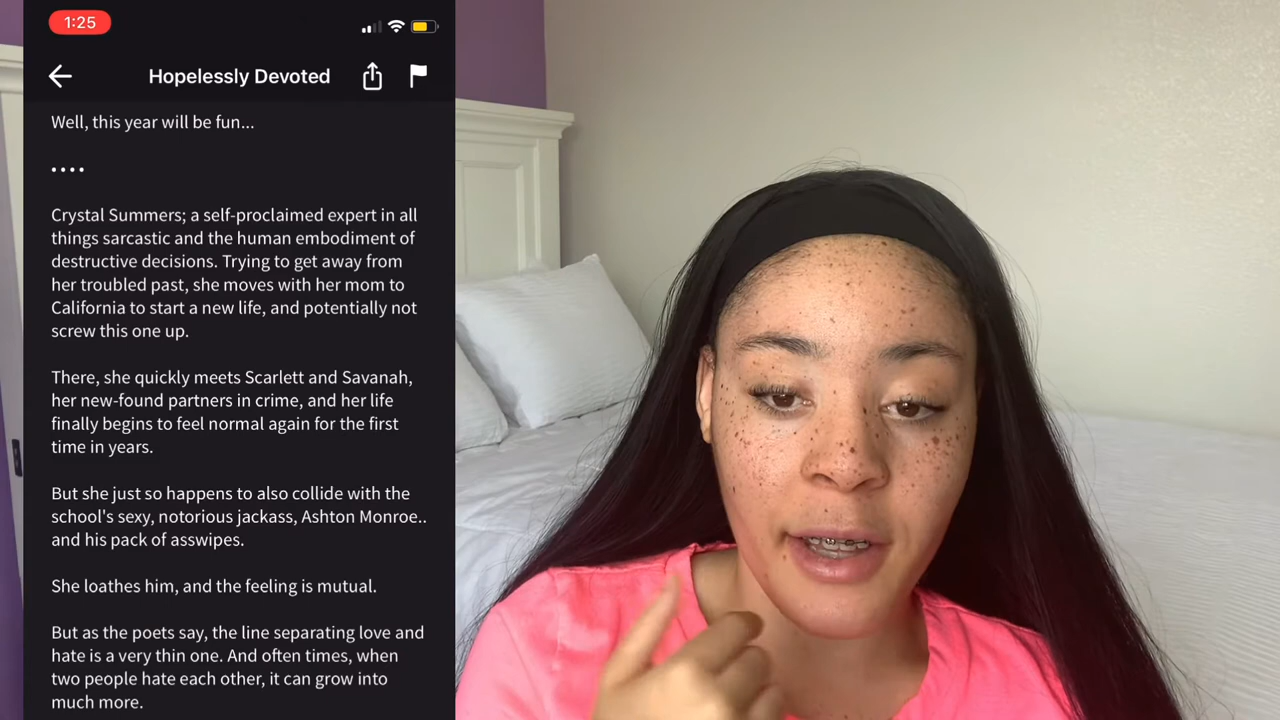 1:25
Hopelessly Devoted
Well, this year will be fun...
....
Crystal Summers; a self-proclaimed expert in all
things sarcastic and the human embodiment of
destructive decisions. Trying to get away from
her troubled past, she moves with her mom to
California to start a new life, and potentially not
screw this one up.
There, she quickly meets Scarlett and Savanah,
her new-found partners in crime, and her life
finally begins to feel normal again for the first
time in years.
But she just so happens to also collide with the
school's sexy, notorious jackass, Ashton Monroe..
and his pack of asswipes.
She loathes him, and the feeling is mutual.
But as the poets say, the line separating love and
hate is a very thin one. And often times, when
two people hate each other, it can grow into
much more.